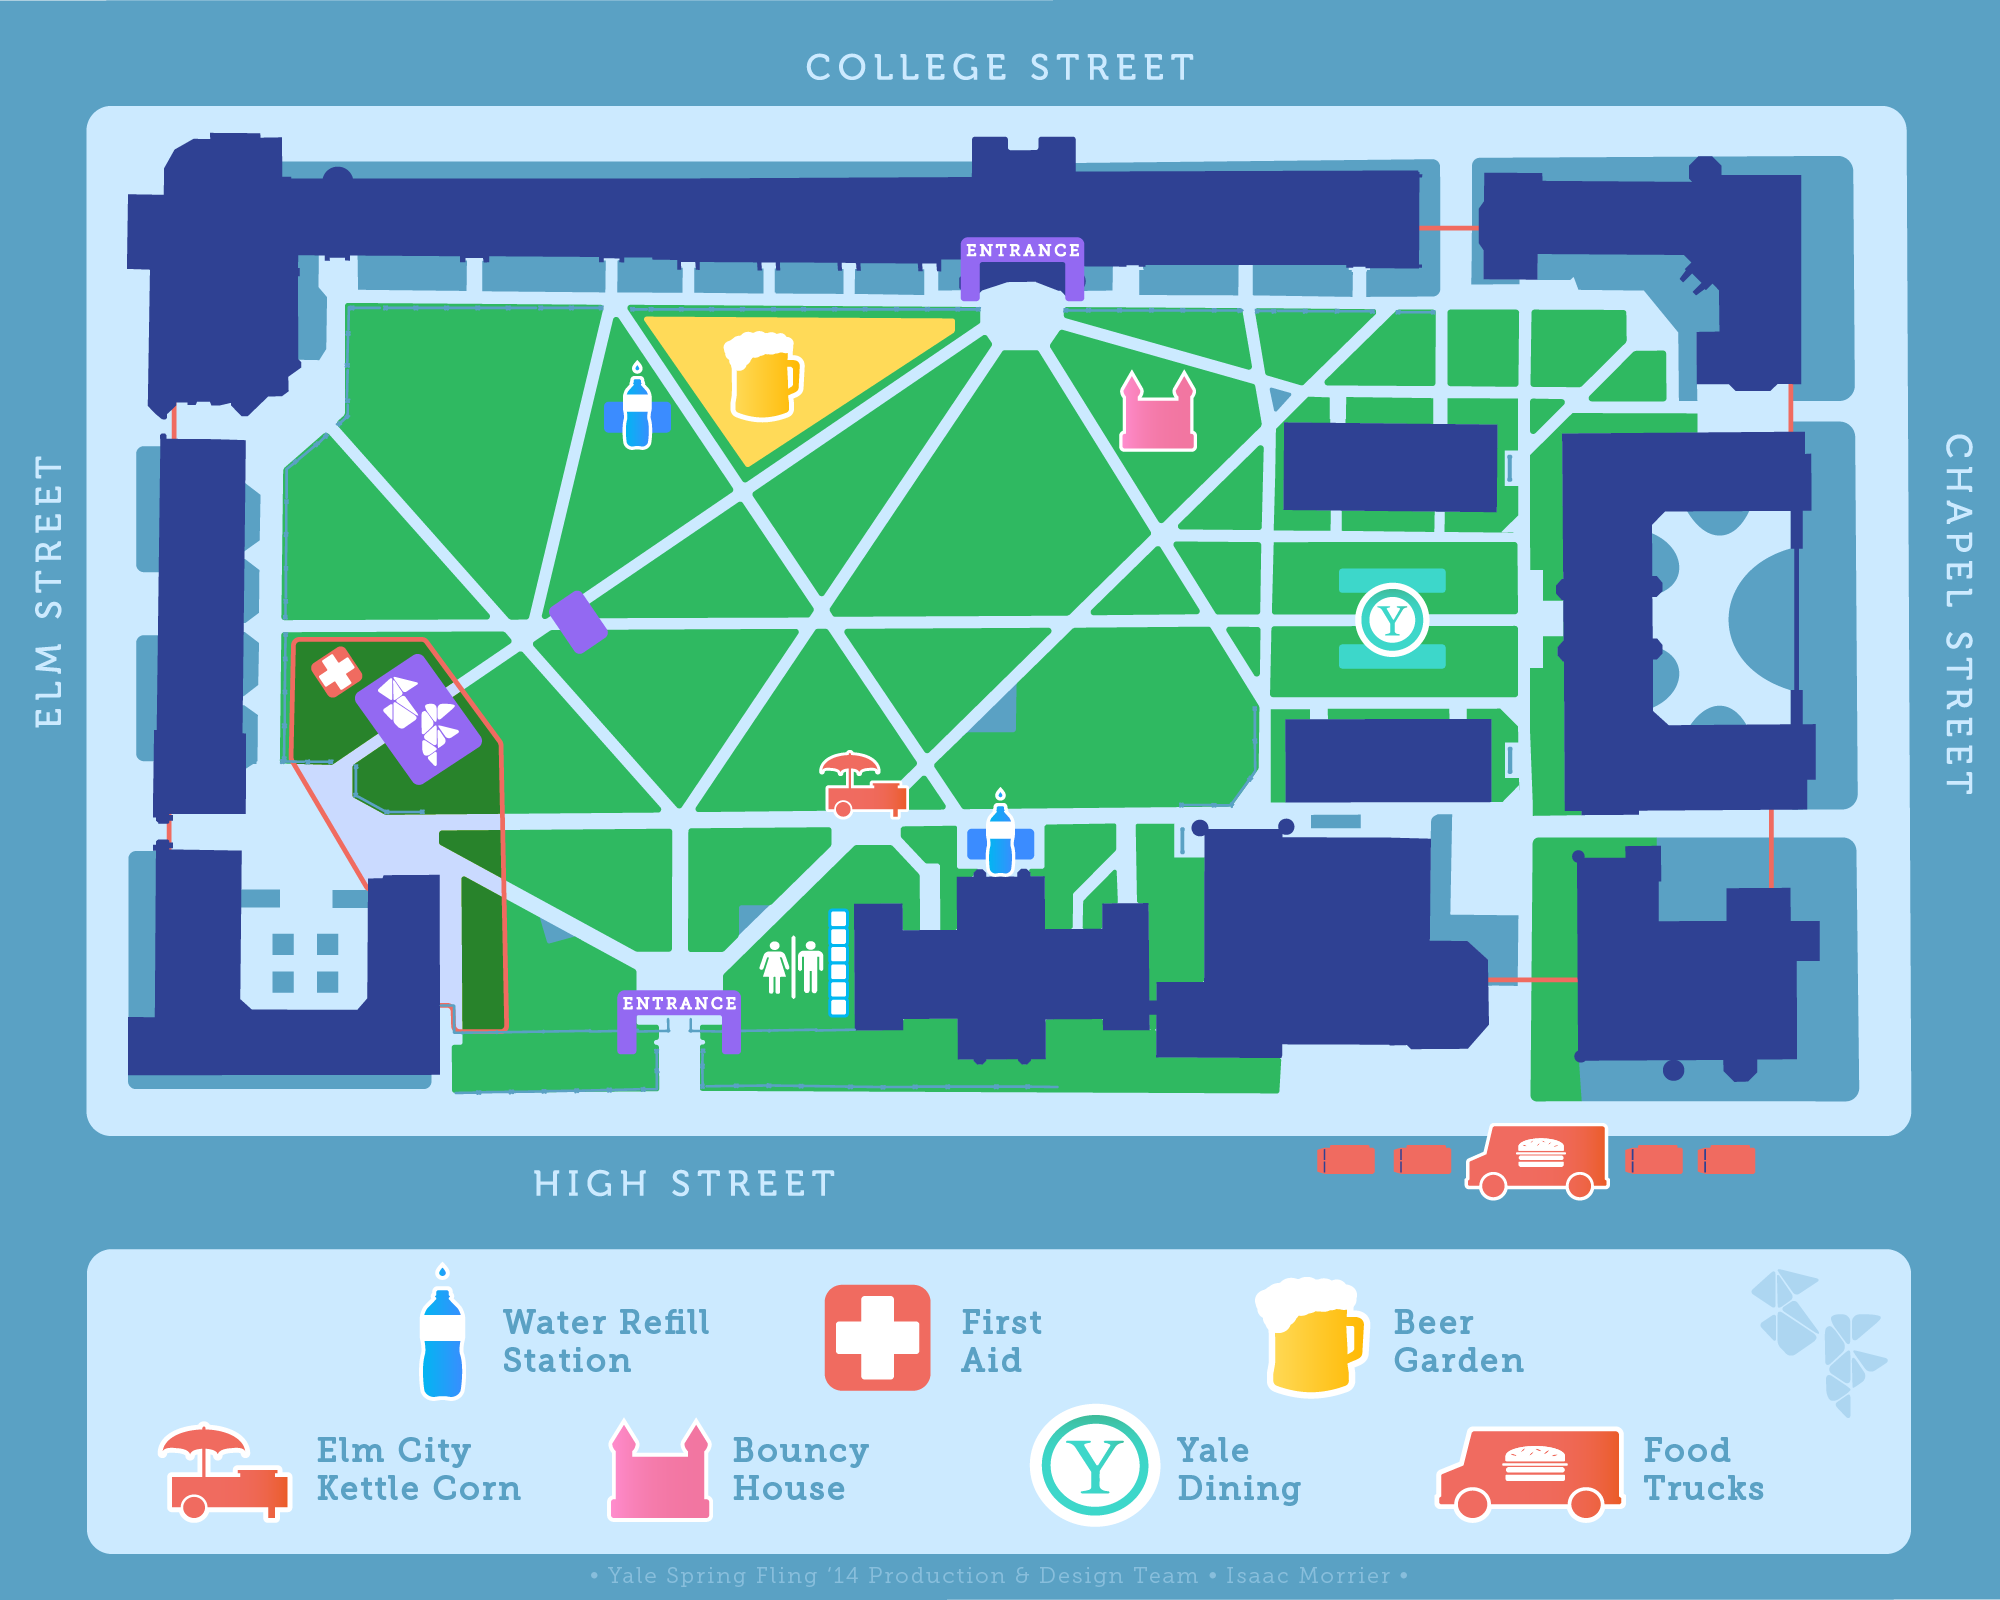 COLLEGE STREET
ENTRANCE
ELM STREET
CHAPEL STREET
Y
ENTRANCE
HIGH STREET
Water Refill
Station
First
Aid
Beer
Garden
Elm City
Kettle Corn
Bouncy
House
Y
Yale
Dining
Food
Trucks
• Yale Spring Fling '14 Production & Design Team • Isaac Morrier •